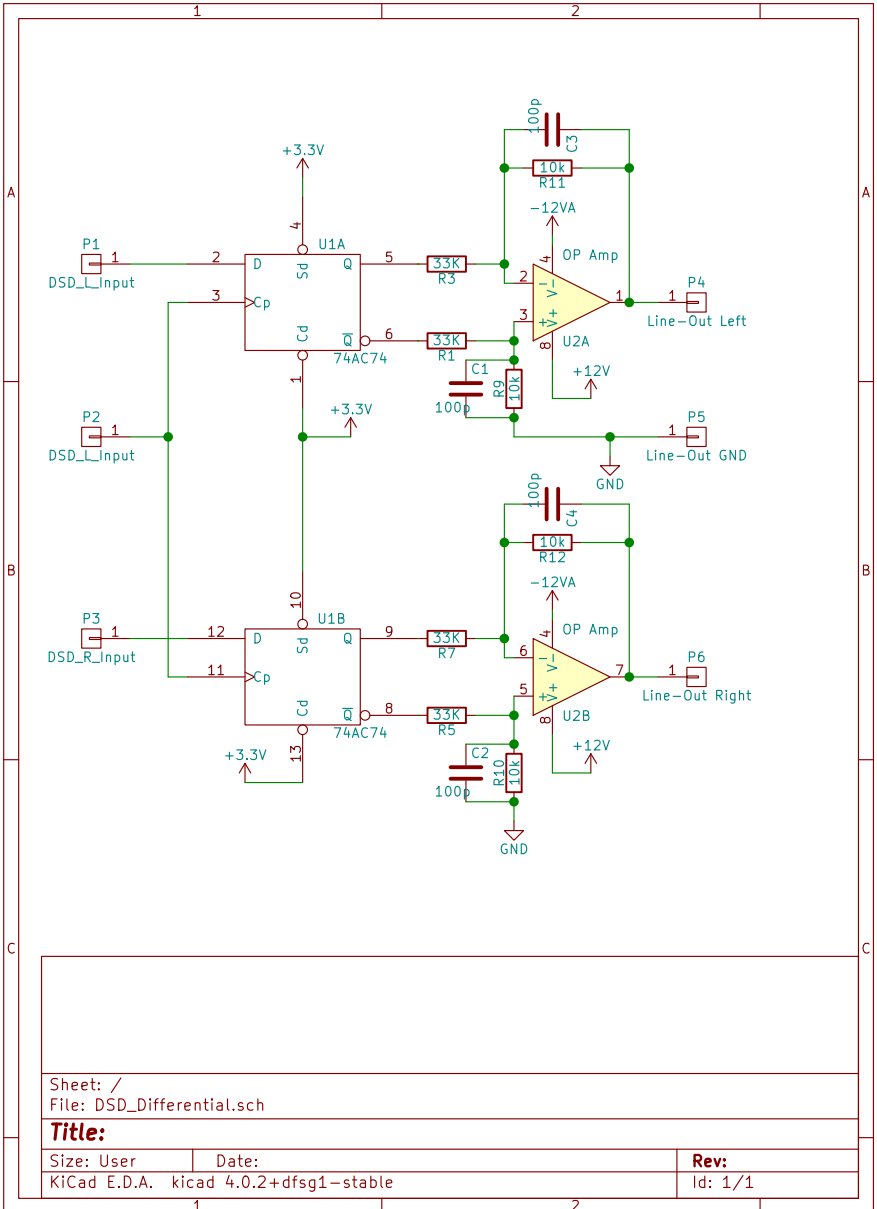 1
2
100p
C3
+3.3V
10k
R11
A
A
-12VA
4
4
P1
U1A
OP Amp
1
2
D
Sd
Q
5
33K
R3
DSD_L_Input
2
-
V-
P4
3
Cp
1
1
Line-Out Left
3
+
V+
Cd
Q
6
33K
R1
8
U2A
74AC74
1
C1
R9
10k
+12V
100p
+3.3V
P2
1
DSD_L_Input
P5
1
Line-Out GND
GND
100p
C4
10k
R12
B
B
-12VA
10
4
P3
U1B
OP Amp
1
12
D
Sd
Q
9
33K
R7
DSD_R_Input
6
-
V-
P6
11
Cp
7
1
Line-Out Right
5
+
V+
Cd
Q
8
33K
R5
8
U2B
74AC74
13
+3.3V
C2
R10
10k
+12V
100p
GND
C
C
Sheet: /
File: DSD_Differential.sch
Title:
Size: User
Date:
Rev:
KiCad E.D.A.  kicad 4.0.2+dfsg1-stable
Id: 1/1
1
2